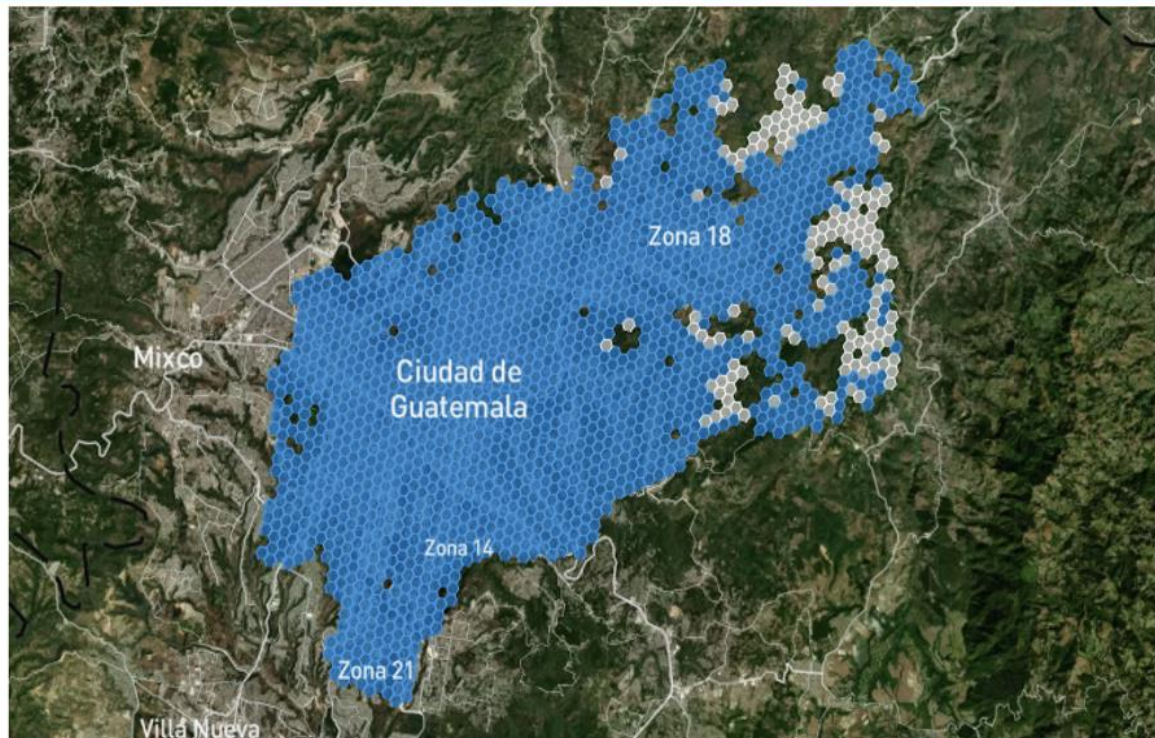 Zona 18
Mixco
Ciudad de
Guatemala
Zona 14
Zona 21
Villa Nueva